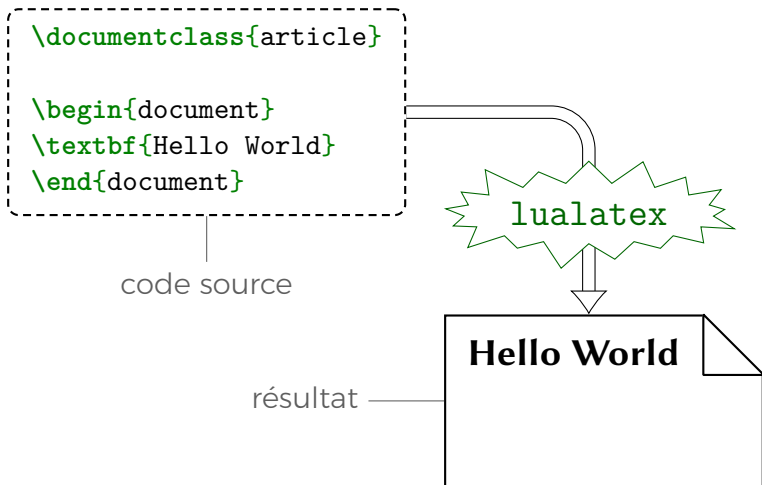 \documentclass{article}
\begin{document}
\textbf{Hello World}
\end{document}
lualatex
code source
Hello World
résultat